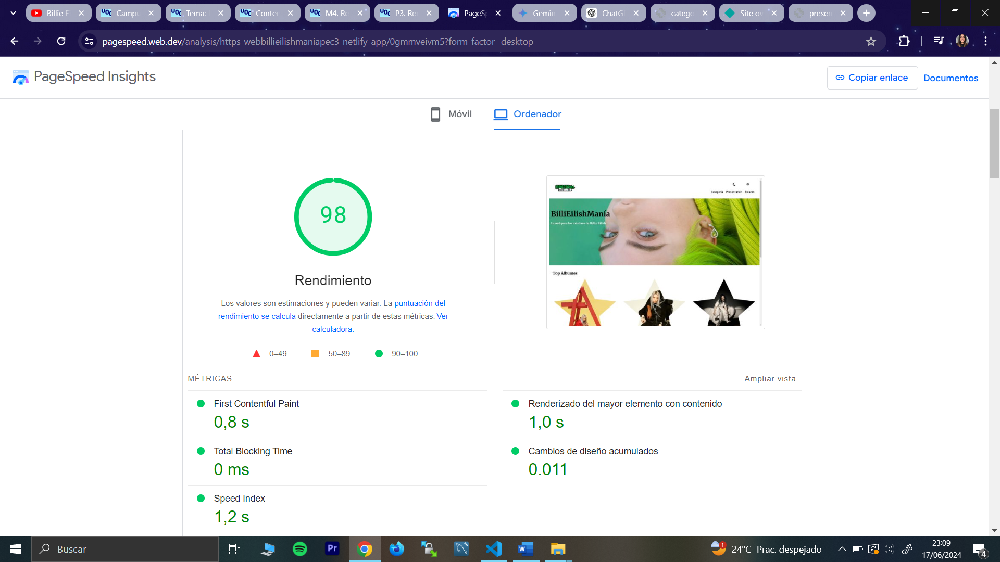 Billie E
Campu
Tema:
Conten
M4. Re
P3. Ren
PageSp
Gemin
ChatG
catego
Site ov
presen
pagespeed.web.dev/analysis/https-webbillieilishmaniapec3-netlify-app/0gmmveivm5?form_factor=desktop
PageSpeed Insights
Copiar enlace
Documentos
Móvil
Ordenador
98
Rendimiento
Los valores son estimaciones y pueden variar. La puntuación del
rendimiento se calcula directamente a partir de estas métricas. Ver
calculadora.
0–49
50–89
90–100
Categoría Presentación Enlaces
BilliEilishManía
La web para los más fans de Billie Eilish
Top Álbumes
MÉTRICAS
Ampliar vista
First Contentful Paint
0,8 s
Renderizado del mayor elemento con contenido
1,0 s
Total Blocking Time
0 ms
Cambios de diseño acumulados
0.011
Speed Index
1,2 s
Buscar
Pr
1
24°C Prac. despejado
23:09
17/06/2024
4